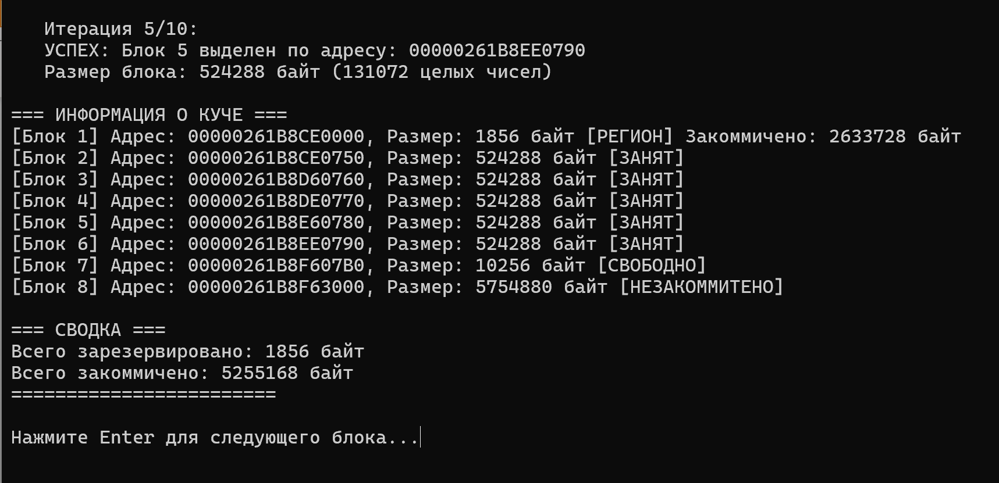 Итерация 5/10:
УСПЕХ: Блок 5 выделен по адресу: 00000261B8EE0790
Размер блока: 524288 байт (131072 целых чисел)
=== ИНФОРМАЦИЯ О КУЧЕ ===
[Блок 1] Адрес: 00000261B8CE0000, Размер: 1856 байт [РЕГИОН] Закоммичено: 2633728 байт
[Блок 2] Адрес: 00000261B8CE0750, Размер: 524288 байт [ЗАНЯТ]
[Блок 3] Адрес: 00000261B8D60760, Размер: 524288 байт [ЗАНЯТ]
[Блок 4] Адрес: 00000261B8DE0770, Размер: 524288 байт [ЗАНЯТ]
[Блок 5] Адрес: 00000261B8E60780, Размер: 524288 байт [ЗАНЯТ]
[Блок 6] Адрес: 00000261B8EE0790, Размер: 524288 байт [ЗАНЯТ]
[Блок 7] Адрес: 00000261B8F607B0, Размер: 10256 байт [СВОБОДНО]
[Блок 8] Адрес: 00000261B8F63000, Размер: 5754880 байт [НЕЗАКОММИТЕНО]
=== СВОДКА ===
Всего зарезервировано: 1856 байт
Всего закоммичено: 5255168 байт
========================
Нажмите Enter для следующего блока...